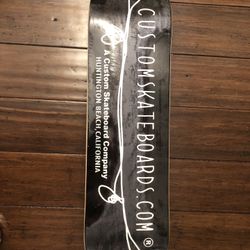 CUSTOMSKATEBOARDS.COM®
A Custom Skateboard Company
HUNTINGTON BEACH, CALIFORNIA